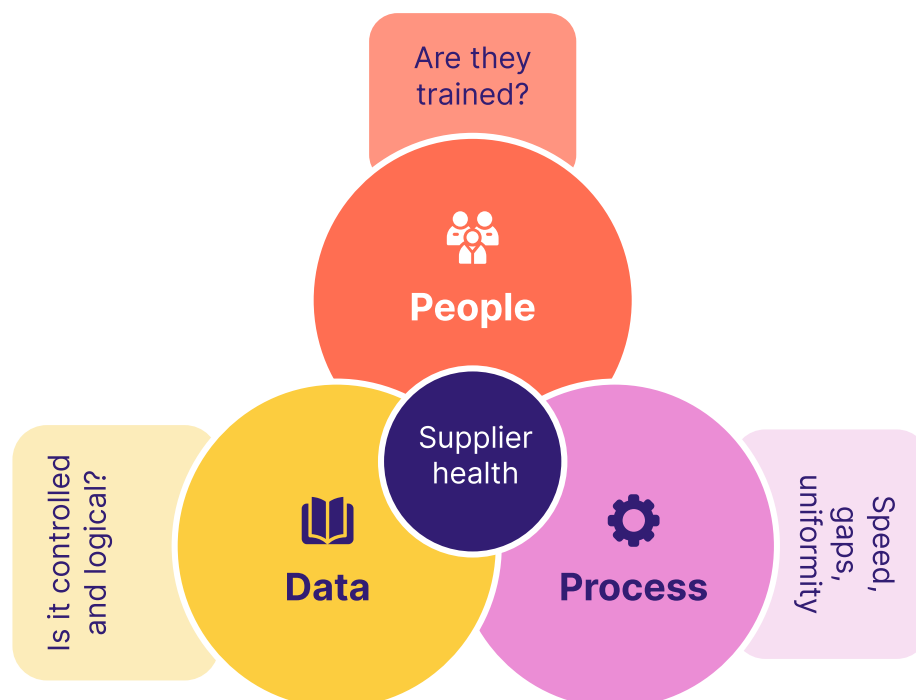 Are they
trained?
People
Supplier
health
Is it controlled
and logical?
Data
Process
Speed,
gaps,
uniformity